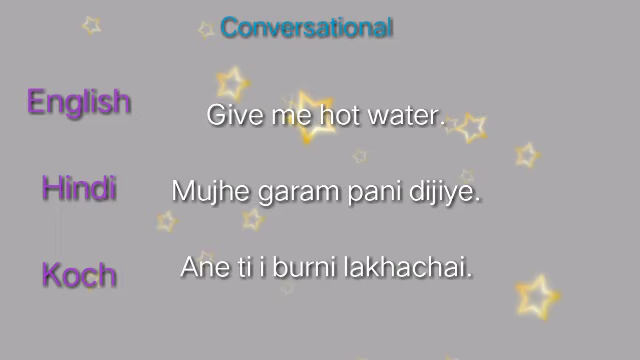 Conversational
English
Give me hot water.
Hindi
Mujhe garam pani dijiye.
Koch
Ane ti i burni lakhachai.